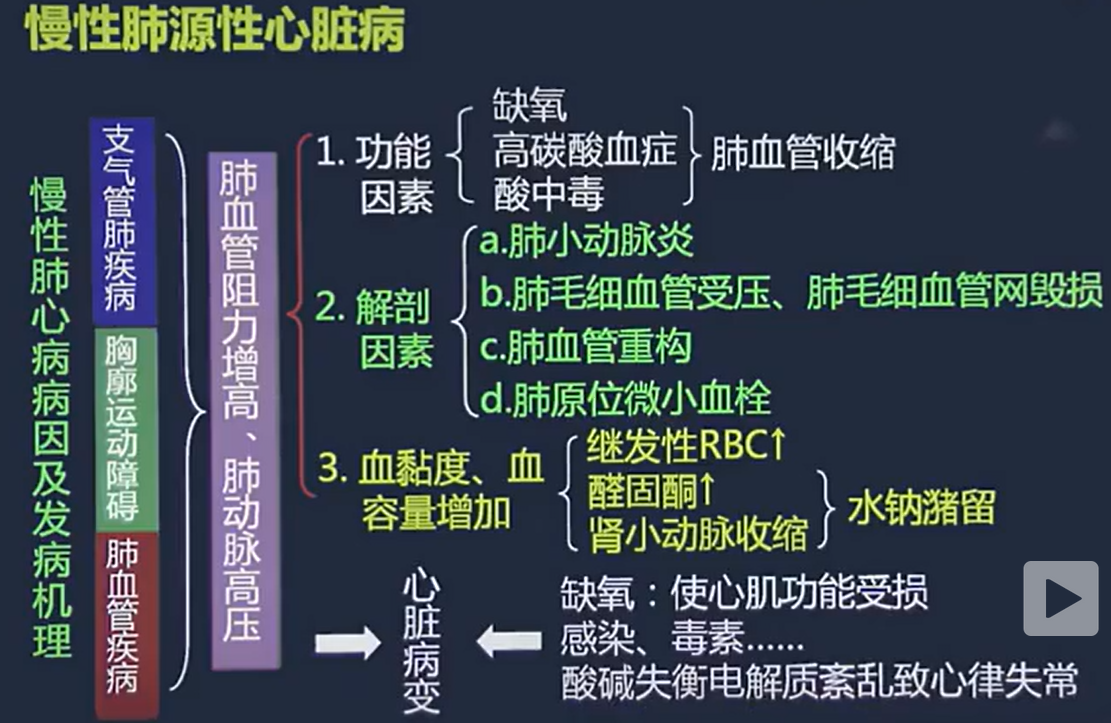 慢性肺源性心脏病
慢性肺心病病因及发病机理
支气管肺疾病
胸廓运动障碍
肺血管疾病
肺血管阻力增高、肺动脉高压
1. 功能
因素
缺氧
高碳酸血症
酸中毒
肺血管收缩
2. 解剖
因素
a.肺小动脉炎
b.肺毛细血管受压、肺毛细血管网毁损
c.肺血管重构
d.肺原位微小血栓
3. 血黏度、血
容量增加
继发性RBC↑
醛固酮↑
肾小动脉收缩
水钠猪留
心脏病变
缺氧：使心肌功能受损
感染、毒素......
酸碱失衡电解质紊乱致心律失常